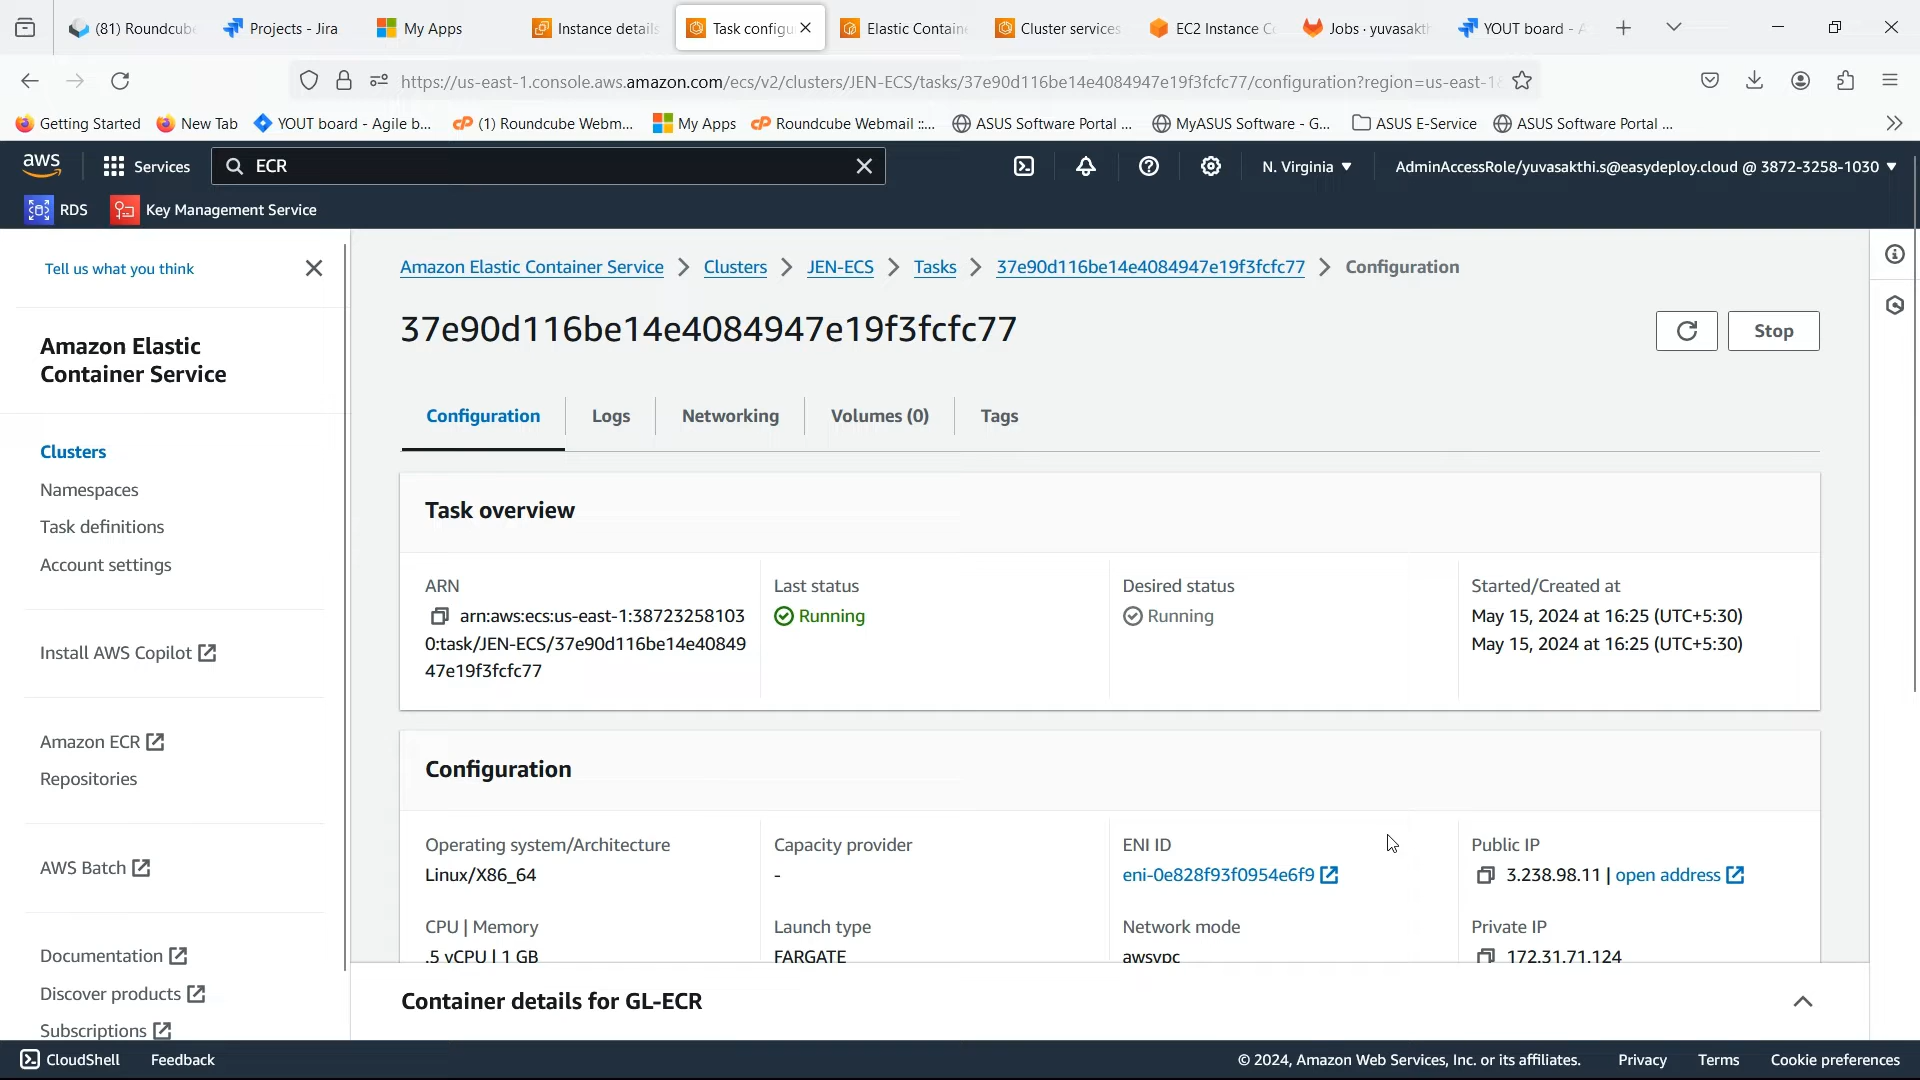 (81) Roundcube
Projects - Jira
My Apps
Instance details
Task configu
Elastic Containe
Cluster services
EC2 Instance Co
Jobs · yuvasakth
YOUT board - A
https://us-east-1.console.aws.amazon.com/ecs/v2/clusters/JEN-ECS/tasks/37e90d116be14e4084947e19f3fcfc77/configuration?region=us-east-1
Getting Started
New Tab
YOUT board - Agile b...
(1) Roundcube Webm...
My Apps
Roundcube Webmail ::...
ASUS Software Portal ...
MyASUS Software - G...
ASUS E-Service
ASUS Software Portal ...
aws
Services
ECR
N. Virginia
AdminAccessRole/yuvasakthi.s@easydeploy.cloud @ 3872-3258-1030
RDS
Key Management Service
Tell us what you think
Amazon Elastic
Container Service
Clusters
Namespaces
Task definitions
Account settings
Install AWS Copilot
Amazon ECR
Repositories
AWS Batch
Documentation
Discover products
Subscriptions
Amazon Elastic Container Service
Clusters
JEN-ECS
Tasks
37e90d116be14e4084947e19f3fcfc77
Configuration
37e90d116be14e4084947e19f3fcfc77
Stop
Configuration
Logs
Networking
Volumes (0)
Tags
Task overview
ARN
arn:aws:ecs:us-east-1:38723258103
0:task/JEN-ECS/37e90d116be14e40849
47e19f3fcfc77
Last status
Running
Desired status
Running
Started/Created at
May 15, 2024 at 16:25 (UTC+5:30)
May 15, 2024 at 16:25 (UTC+5:30)
Configuration
Operating system/Architecture
Linux/X86_64
Capacity provider
-
ENI ID
eni-0e828f93f0954e6f9
Public IP
3.238.98.11 | open address
CPU | Memory
.5 vCPU | 1 GB
Launch type
FARGATE
Network mode
awsvpc
Private IP
172.31.71.124
Container details for GL-ECR
CloudShell
Feedback
© 2024, Amazon Web Services, Inc. or its affiliates.
Privacy
Terms
Cookie preferences